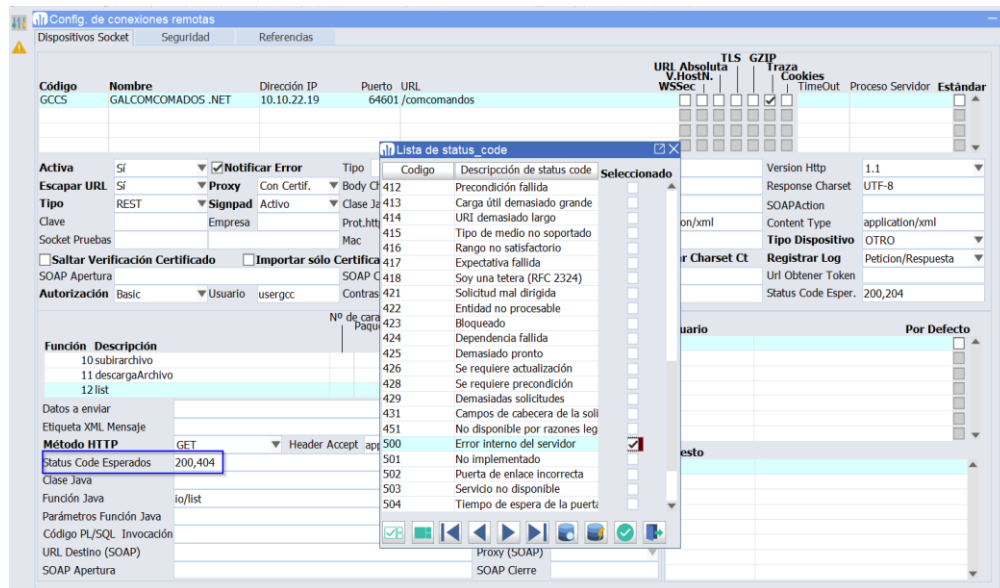 Config. de conexiones remotas
Dispositivos Socket Seguridad Referencias
TLS GZIP
URL Absoluta Traza
V.HostN. Cookies
Código Nombre Dirección IP Puerto URL WSSec TimeOut Proceso Servidor Estándar
GCCS GALCOMCOMADOS .NET 10.10.22.19 64601 /comcomandos
Lista de status_code
Activa Sí Notificar Error Tipo Version Http 1.1
Escapar URL Sí Proxy Con Certif. Body Response Charset UTF-8
Tipo REST Signpad Activo Clase SOAPAction
Clave Empresa Prot.htt on/xml Content Type application/xml
Socket Pruebas Mac Tipo Dispositivo OTRO
Saltar Verificación Certificado Importar sólo Certifica r Charset Ct Registrar Log Peticion/Respuesta
SOAP Apertura SOAP Url Obtener Token
Autorización Basic Usuario usergcc Contras Status Code Esper. 200,204
Codigo Descripcción de status code Seleccionado
412 Precondición fallida
413 Carga útil demasiado grande
414 URI demasiado largo
415 Tipo de medio no soportado
416 Rango no satisfactorio
417 Expectativa fallida
418 Soy una tetera (RFC 2324)
421 Solicitud mal dirigida
422 Entidad no procesable
423 Bloqueado
424 Dependencia fallida
425 Demasiado pronto
426 Se requiere actualización
428 Se requiere precondición
429 Demasiadas solicitudes
431 Campos de cabecera de la soli
451 No disponible por razones leg
500 Error interno del servidor
501 No implementado
502 Puerta de enlace incorrecta
503 Servicio no disponible
504 Tiempo de espera de la puerta
Nº de cara
Paqu
uario Por Defecto
Función Descripción
10 subirarchivo
11 descargaArchivo
12 list
Datos a enviar
Etiqueta XML Mensaje
Método HTTP GET Header Accept app
esto
Status Code Esperados 200,404
Clase Java
Función Java io/list
Parámetros Función Java
Código PL/SQL Invocación
URL Destino (SOAP) Proxy (SOAP)
SOAP Apertura SOAP Cierre